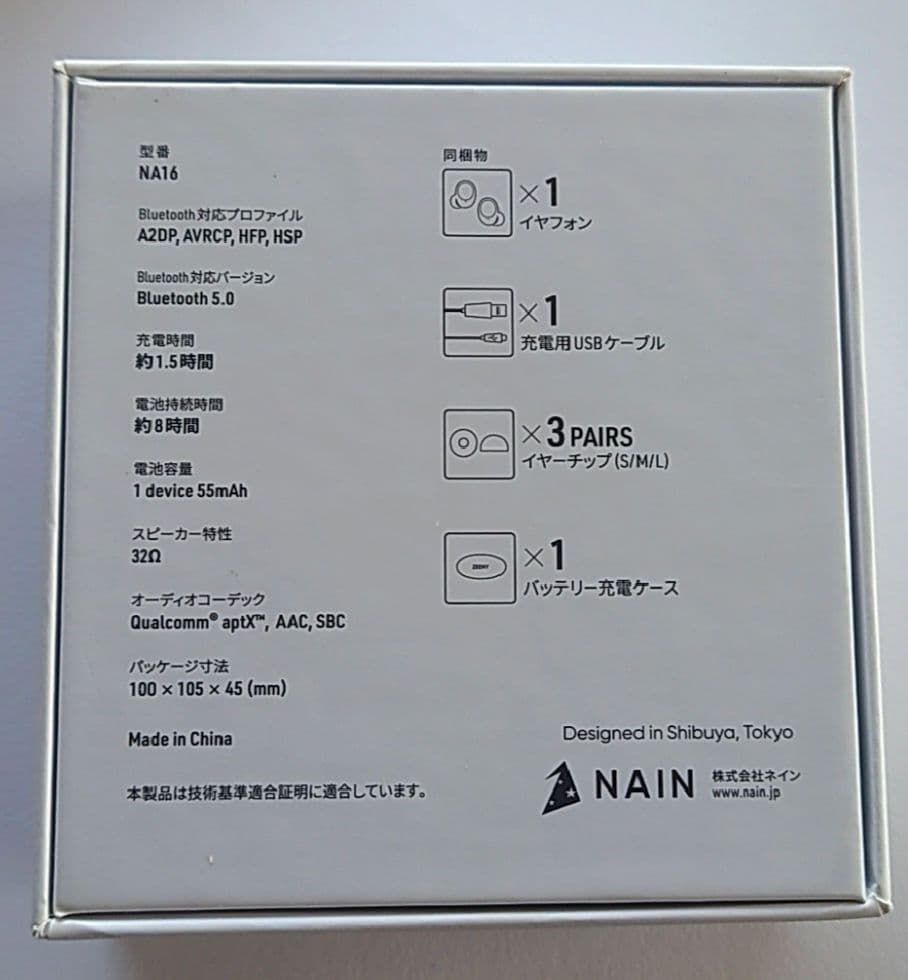 型番
NA16
Bluetooth対応プロファイル
A2DP, AVRCP, HFP, HSP
Bluetooth対応バージョン
Bluetooth 5.0
充電時間
約1.5時間
電池持続時間
約8時間
電池容量
1 device 55mAh
スピーカー特性
32Ω
オーディオコーデック
Qualcomm® aptX™, AAC, SBC
パッケージ寸法
100 × 105 × 45 (mm)
Made in China
本製品は技術基準適合証明に適合しています。
同梱物
×1
イヤフォン
×1
充電用USBケーブル
×3 PAIRS
イヤーチップ(S/M/L)
×1
バッテリー充電ケース
Designed in Shibuya, Tokyo
NAIN
株式会社ネイン
www.nain.jp